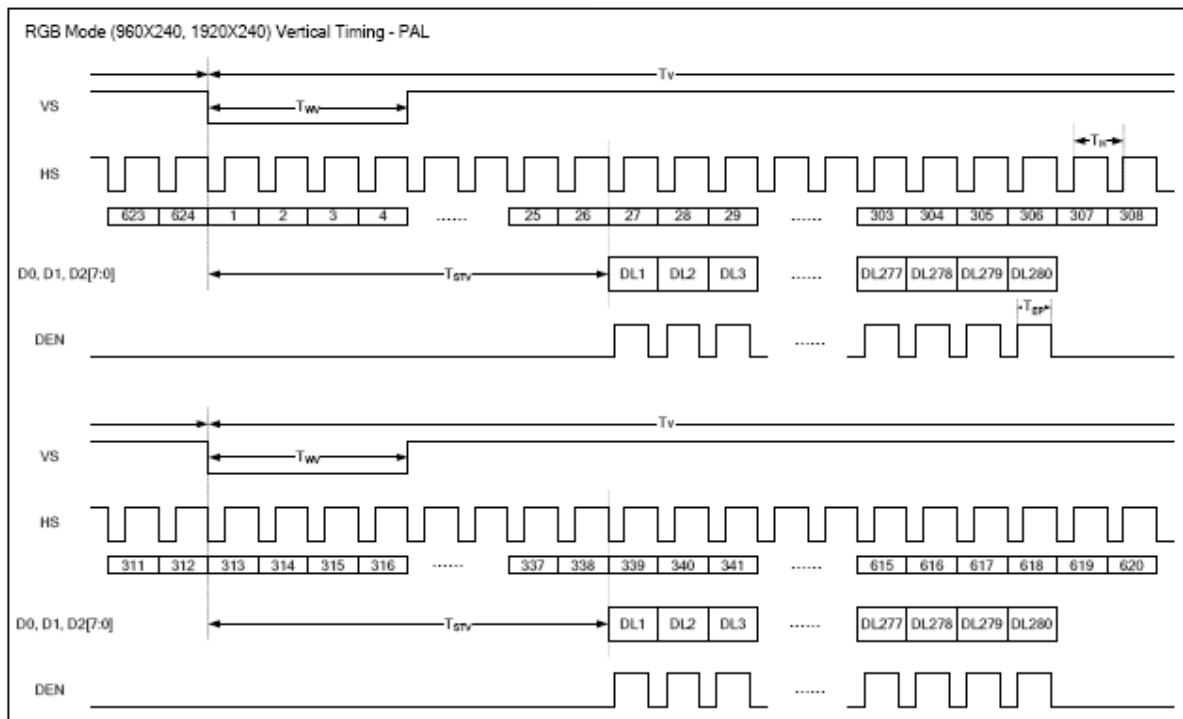 RGB Mode (960X240, 1920X240) Vertical Timing - PAL
TV
VS
TWV
TH
HS
623 624 1 2 3 4 ...... 25 26 27 28 29 ...... 303 304 305 306 307 308
D0, D1, D2[7:0] TSTV DL1 DL2 DL3 ...... DL277 DL278 DL279 DL280
TEP
DEN ......
TV
VS
TWV
HS
311 312 313 314 315 316 ...... 337 338 339 340 341 ...... 615 616 617 618 619 620
D0, D1, D2[7:0] TSTV DL1 DL2 DL3 ...... DL277 DL278 DL279 DL280
DEN ......